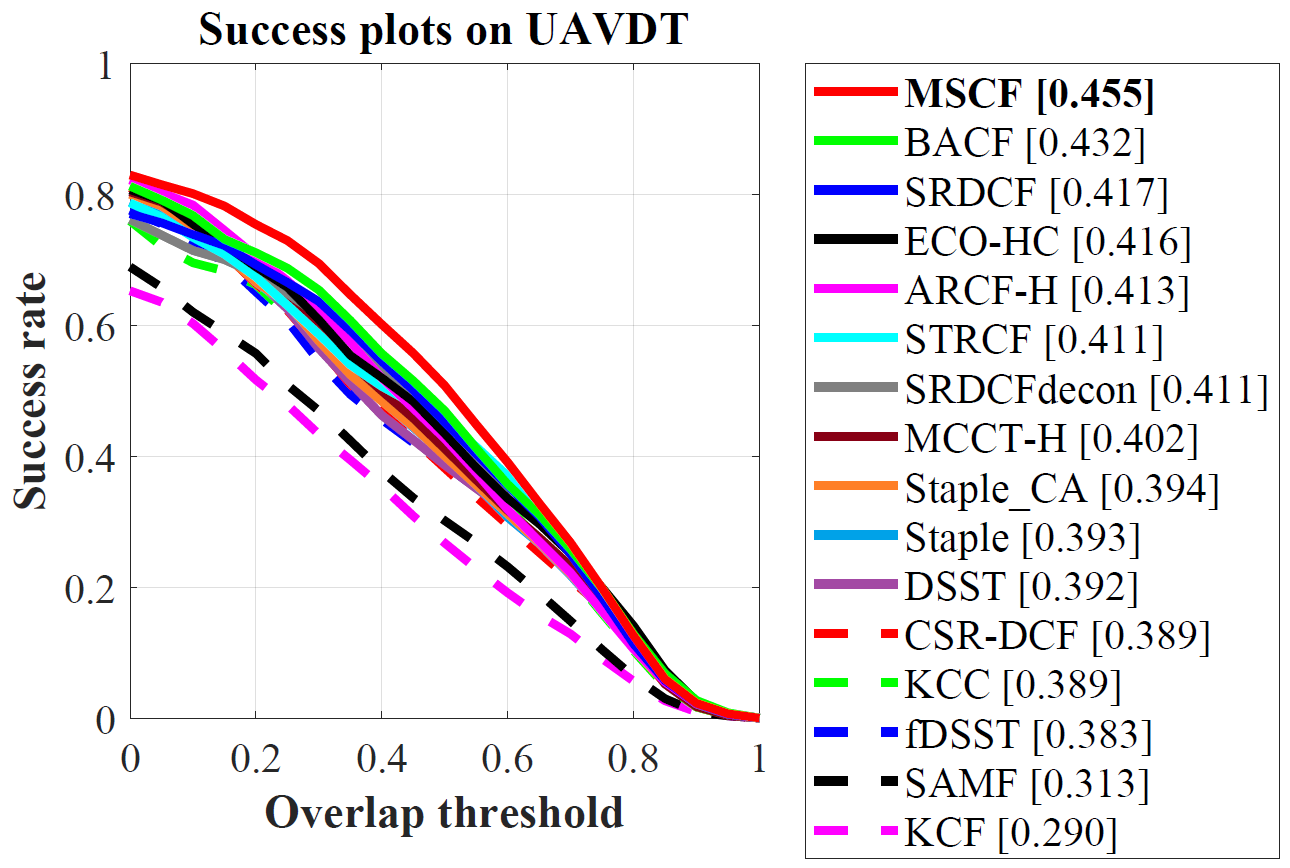 Success plots on UAVDT
1
0.8
0.6
0.4
0.2
0
0 0.2 0.4 0.6 0.8 1
Success rate
Overlap threshold
MSCF [0.455]
BACF [0.432]
SRDCF [0.417]
ECO-HC [0.416]
ARCF-H [0.413]
STRCF [0.411]
SRDCFdecon [0.411]
MCCT-H [0.402]
Staple_CA [0.394]
Staple [0.393]
DSST [0.392]
CSR-DCF [0.389]
KCC [0.389]
fDSST [0.383]
SAMF [0.313]
KCF [0.290]